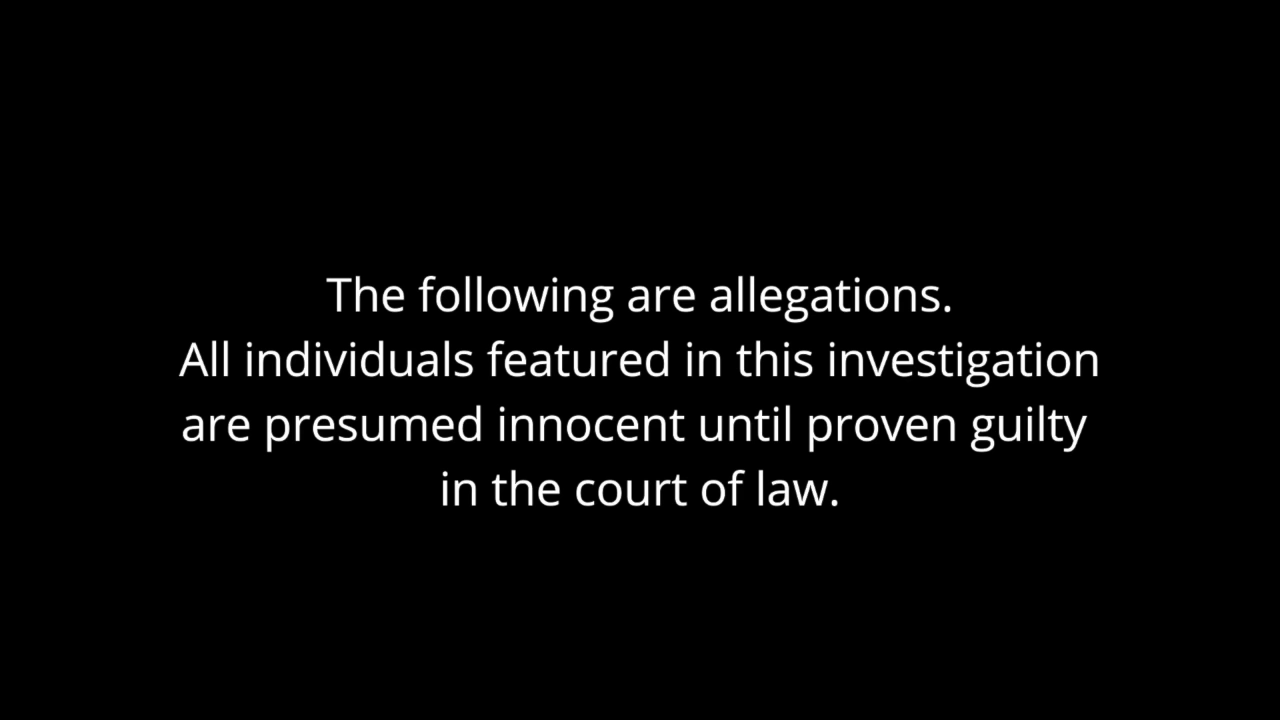 The following are allegations.
All individuals featured in this investigation
are presumed innocent until proven guilty
in the court of law.